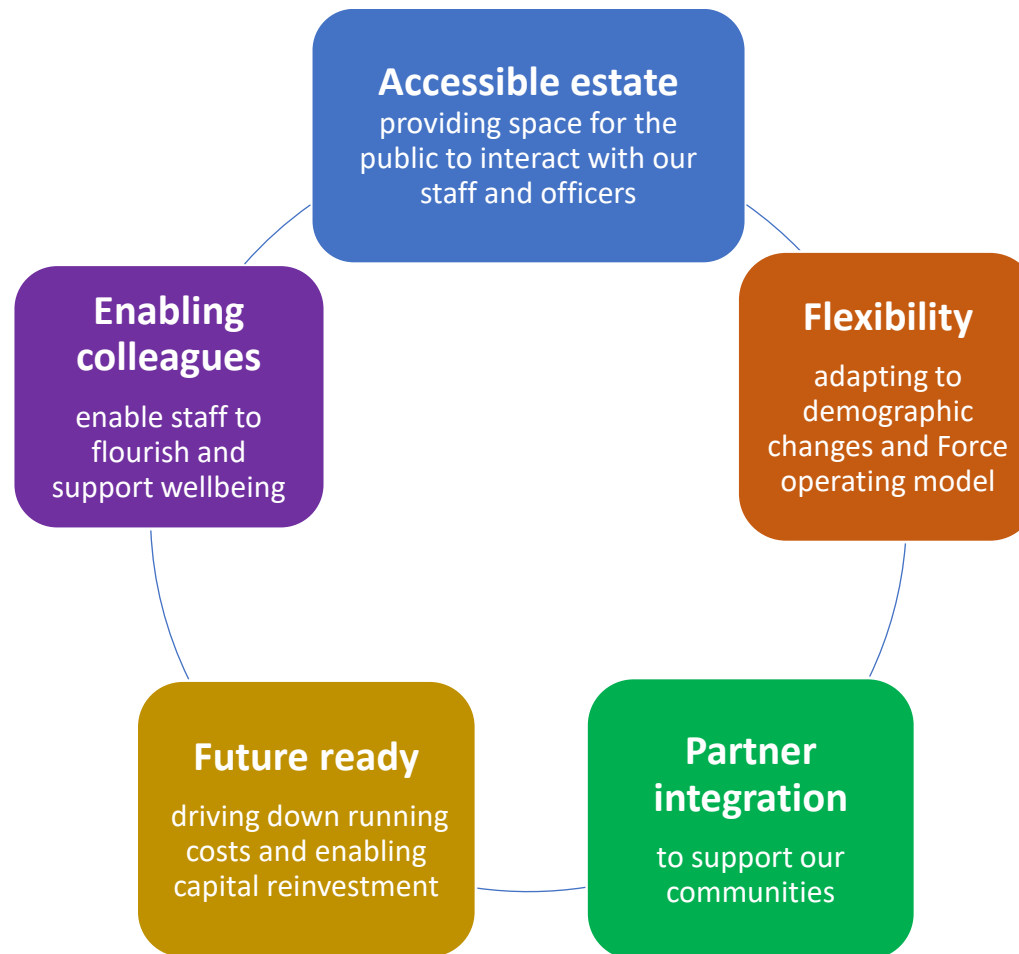 Accessible estate
providing space for the
public to interact with our
staff and officers
Flexibility
adapting to
demographic
changes and Force
operating model
Partner
integration
to support our
communities
Future ready
driving down running
costs and enabling
capital reinvestment
Enabling
colleagues
enable staff to
flourish and
support wellbeing